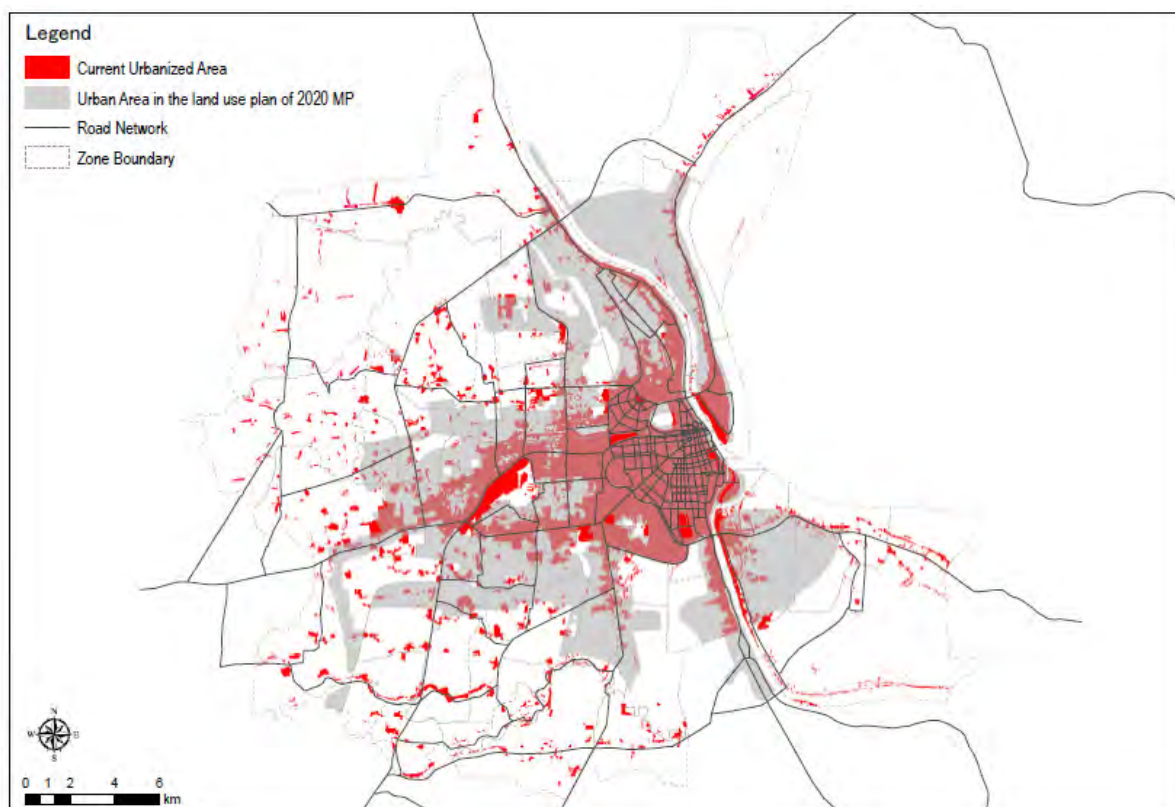 Legend
Current Urbanized Area
Urban Area in the land use plan of 2020 MP
Road Network
Zone Boundary
N
W E
S
0 1 2 4 6
km